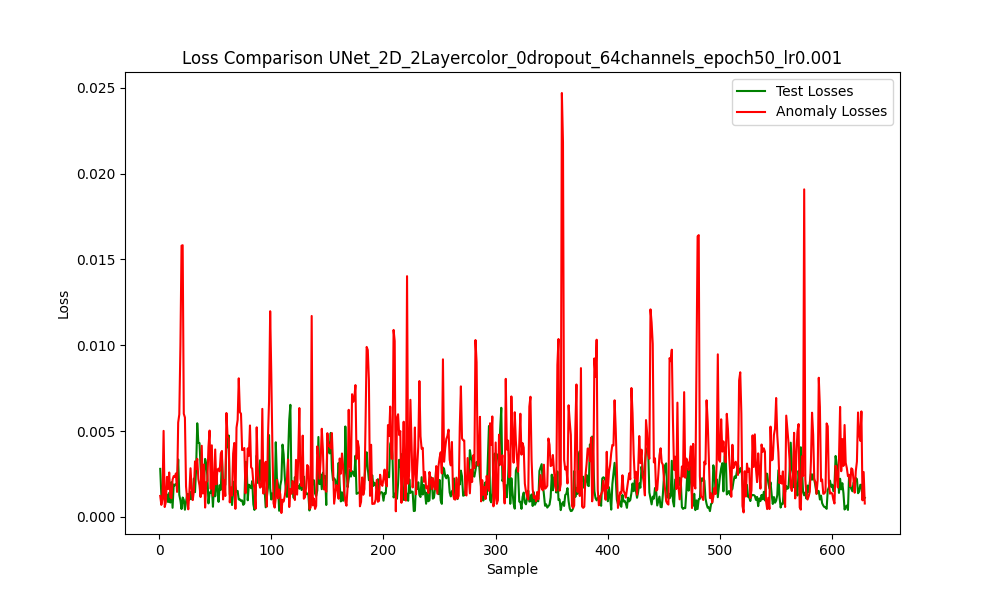 Loss Comparison UNet_2D_2Layercolor_0dropout_64channels_epoch50_lr0.001
Test Losses
Anomaly Losses
0.025
0.020
0.015
0.010
0.005
0.000
Loss
0 100 200 300 400 500 600
Sample